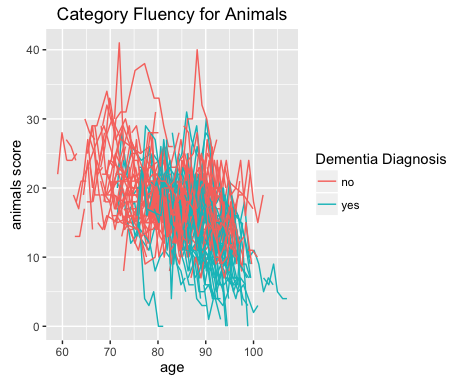 Category Fluency for Animals
40
30
20
10
0
animals score
60
70
80
90
100
age
Dementia Diagnosis
no
yes